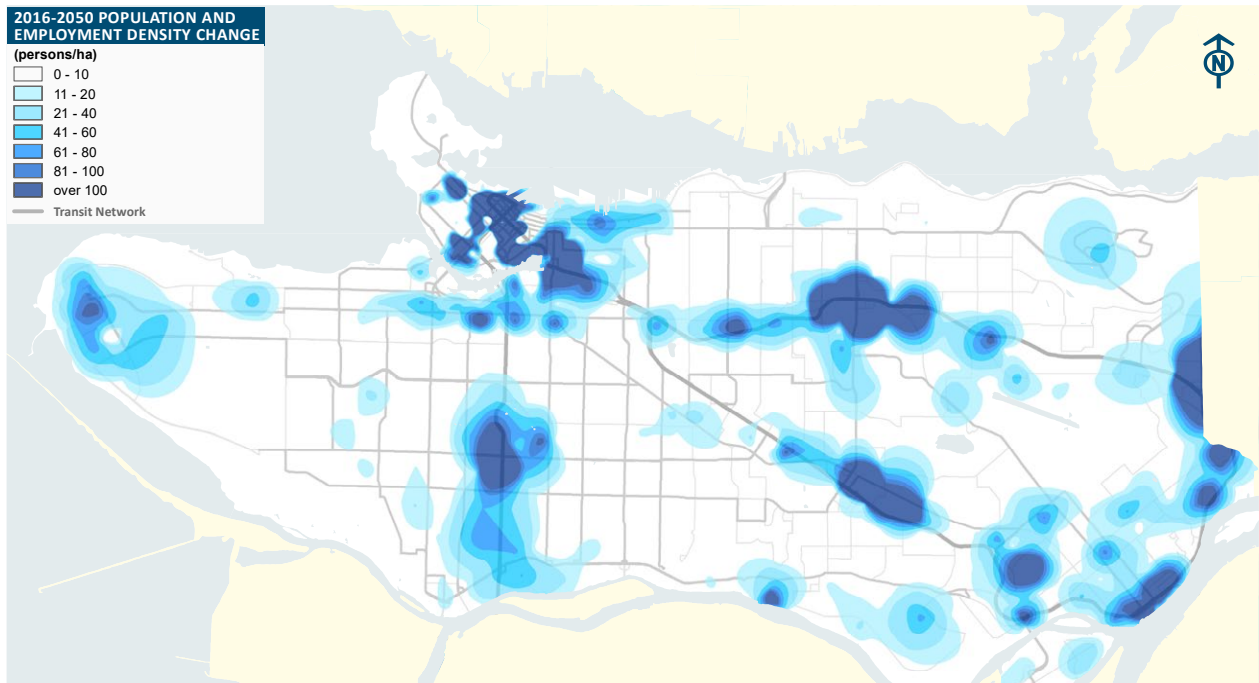 2016-2050 POPULATION AND
EMPLOYMENT DENSITY CHANGE
(persons/ha)
0 - 10
11 - 20
21 - 40
41 - 60
61 - 80
81 - 100
over 100
Transit Network
N